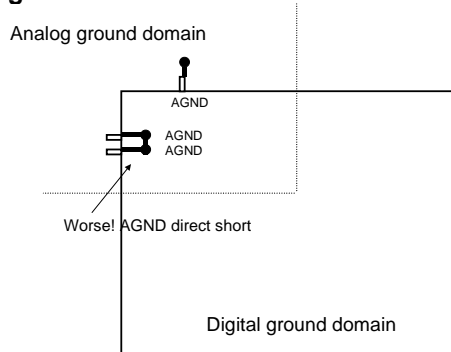 g
Analog ground domain
AGND
AGND
AGND
Worse! AGND direct short
Digital ground domain